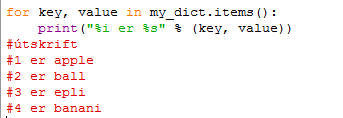 for key, value in my_dict.items():
    print("%i er %s" % (key, value))
#útskrift
#1 er apple
#2 er ball
#3 er epli
#4 er banani